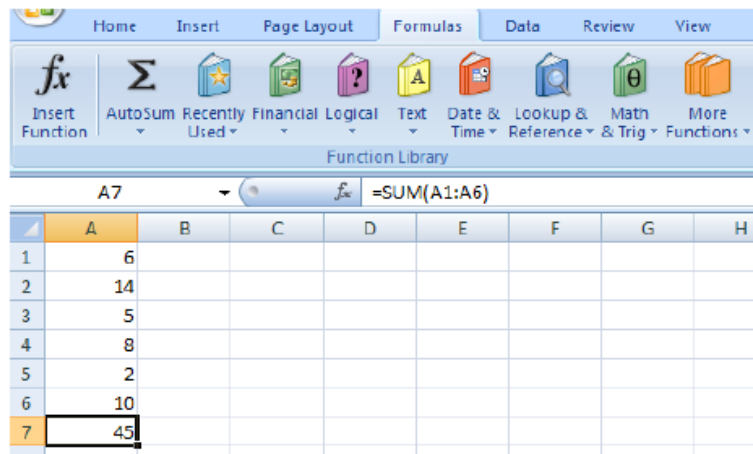 Home Insert Page Layout Formulas Data Review View
fx Σ ? A θ
Insert AutoSum Recently Financial Logical Text Date & Lookup & Math More
Function Used Time Reference & Trig Functions
Function Library
A7 fx =SUM(A1:A6)
A B C D E F G H
1 6
2 14
3 5
4 8
5 2
6 10
7 45